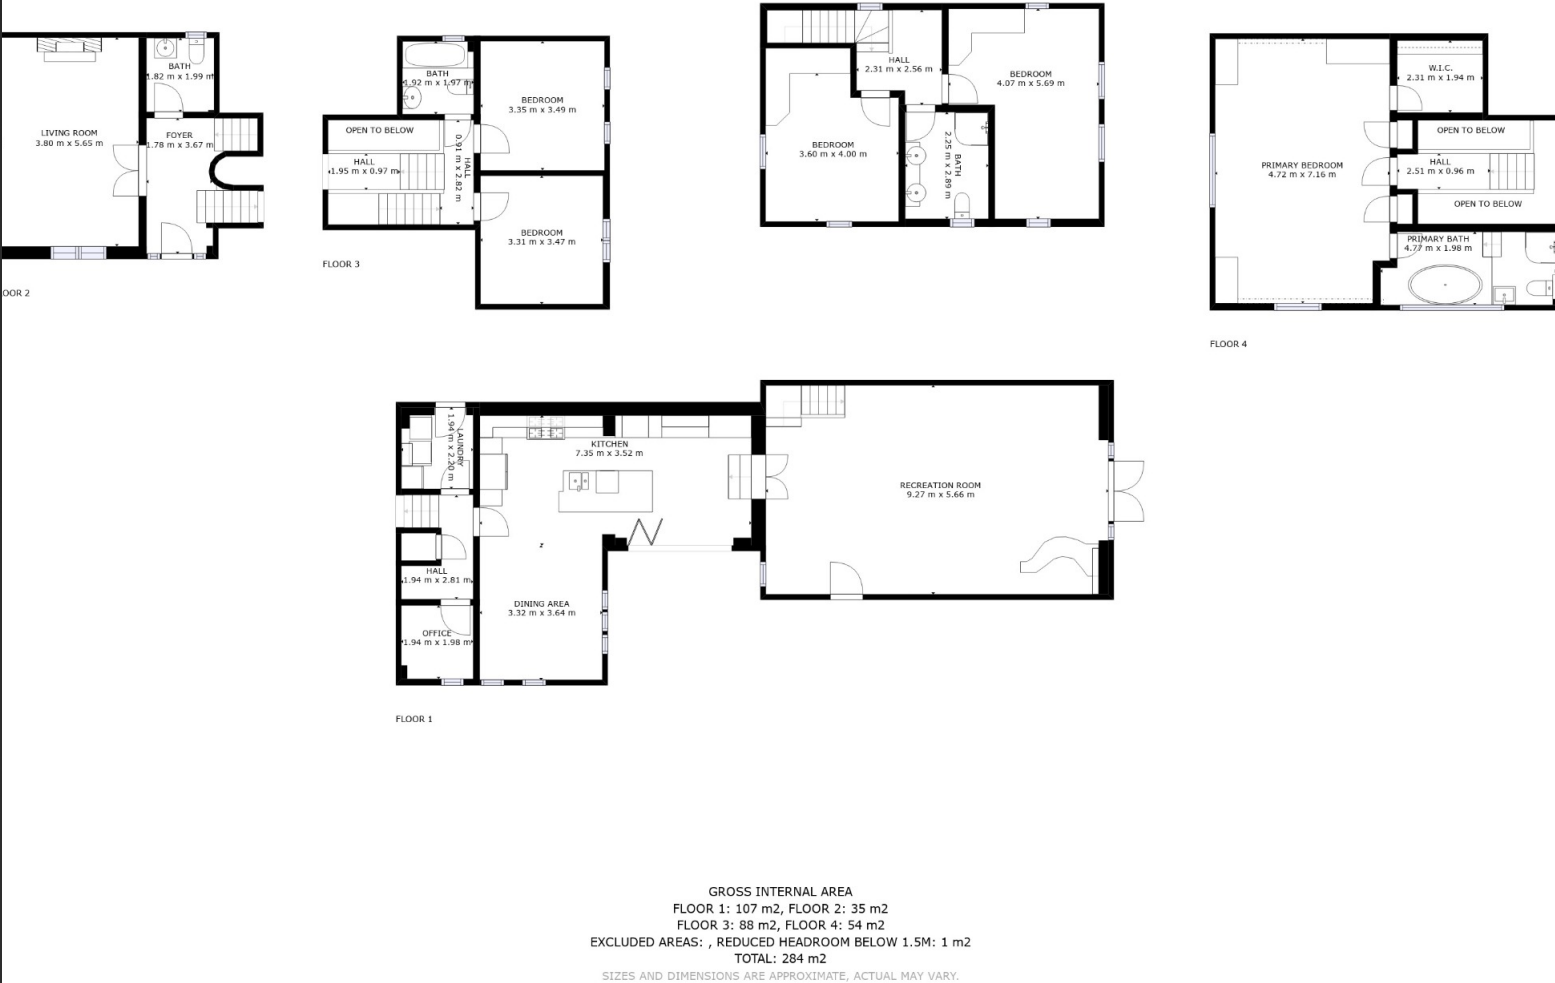 BATH
1.82 m x 1.99 m
LIVING ROOM
3.80 m x 5.65 m
FOYER
1.78 m x 3.67 m
OOR 2
BATH
1.92 m x 1.97 m
BEDROOM
3.35 m x 3.49 m
OPEN TO BELOW
HALL
1.95 m x 0.97 m
HALL
0.91 m x 2.82 m
BEDROOM
3.31 m x 3.47 m
FLOOR 3
HALL
2.31 m x 2.56 m
BEDROOM
4.07 m x 5.69 m
BEDROOM
3.60 m x 4.00 m
BATH
2.25 m x 2.89 m
W.I.C.
2.31 m x 1.94 m
OPEN TO BELOW
PRIMARY BEDROOM
4.72 m x 7.16 m
HALL
2.51 m x 0.96 m
OPEN TO BELOW
PRIMARY BATH
4.77 m x 1.98 m
FLOOR 4
LAUNDRY
1.94 m x 2.20 m
KITCHEN
7.35 m x 3.52 m
RECREATION ROOM
9.27 m x 5.66 m
z
HALL
1.94 m x 2.81 m
DINING AREA
3.32 m x 3.64 m
OFFICE
1.94 m x 1.98 m
FLOOR 1
GROSS INTERNAL AREA
FLOOR 1: 107 m2, FLOOR 2: 35 m2
FLOOR 3: 88 m2, FLOOR 4: 54 m2
EXCLUDED AREAS: , REDUCED HEADROOM BELOW 1.5M: 1 m2
TOTAL: 284 m2
SIZES AND DIMENSIONS ARE APPROXIMATE, ACTUAL MAY VARY.